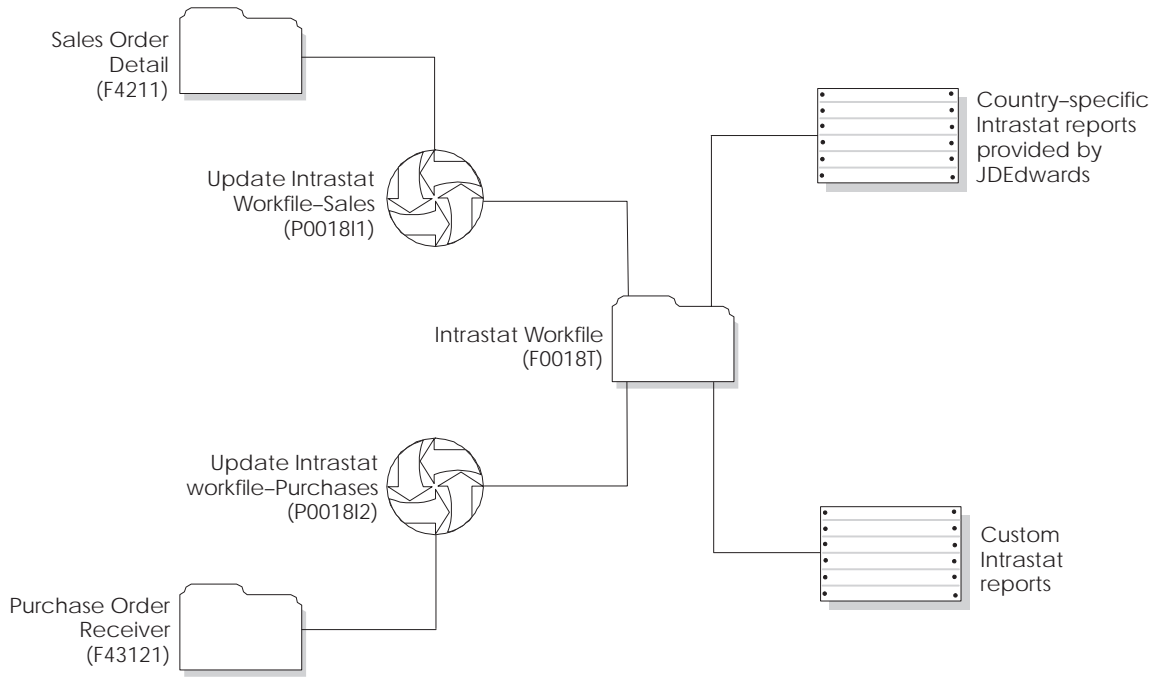 Sales Order
Detail
(F4211)
Update Intrastat
Workfile–Sales
(P0018I1)
Country–specific
Intrastat reports
provided by
JDEdwards
Intrastat Workfile
(F0018T)
Update Intrastat
workfile–Purchases
(P0018I2)
Custom
Intrastat
reports
Purchase Order
Receiver
(F43121)